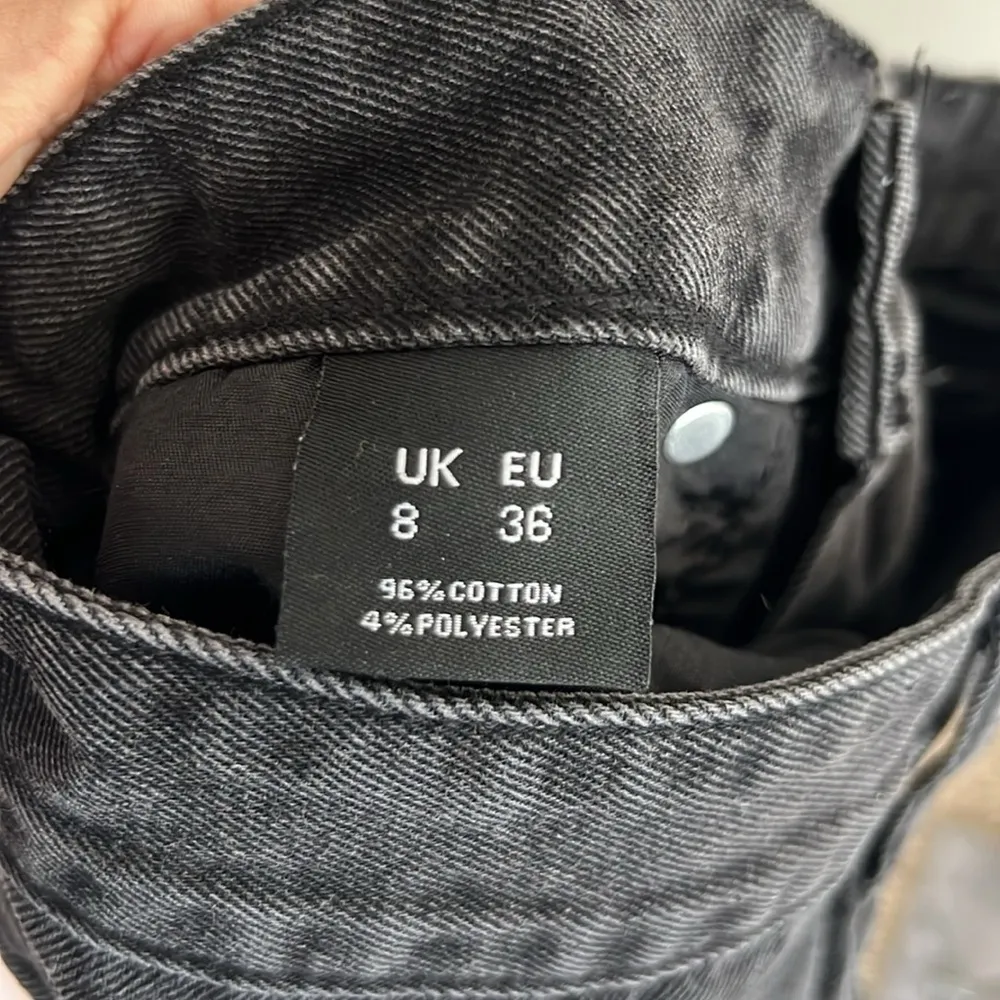 UK EU
8 36
96%COTTON
4%POLYESTER